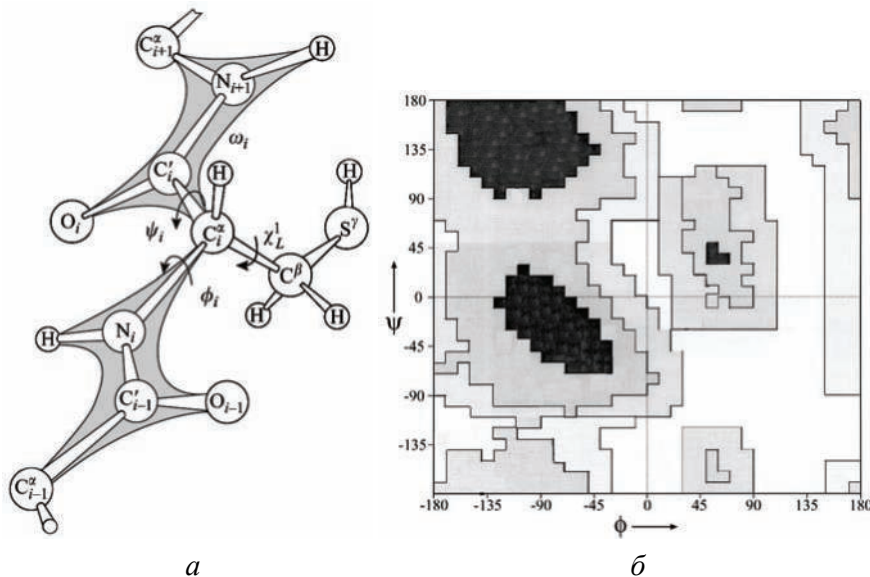 C^α_{i+1}
H
N_{i+1}
ω_i
C′_i
H
H
O_i
ψ_i
C^α_i
χ^1_L
S^γ
C^β
ϕ_i
H
H
H
N_i
C′_{i-1}
O_{i-1}
C^α_{i-1}
180
135
90
45
0
-45
-90
-135
ψ
-180
-135
-90
-45
0
45
90
135
180
ϕ
а
б